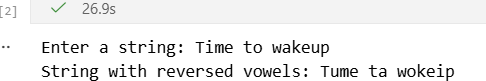 [2] ✓ 26.9s
.. Enter a string: Time to wakeup
String with reversed vowels: Tume ta wokeip